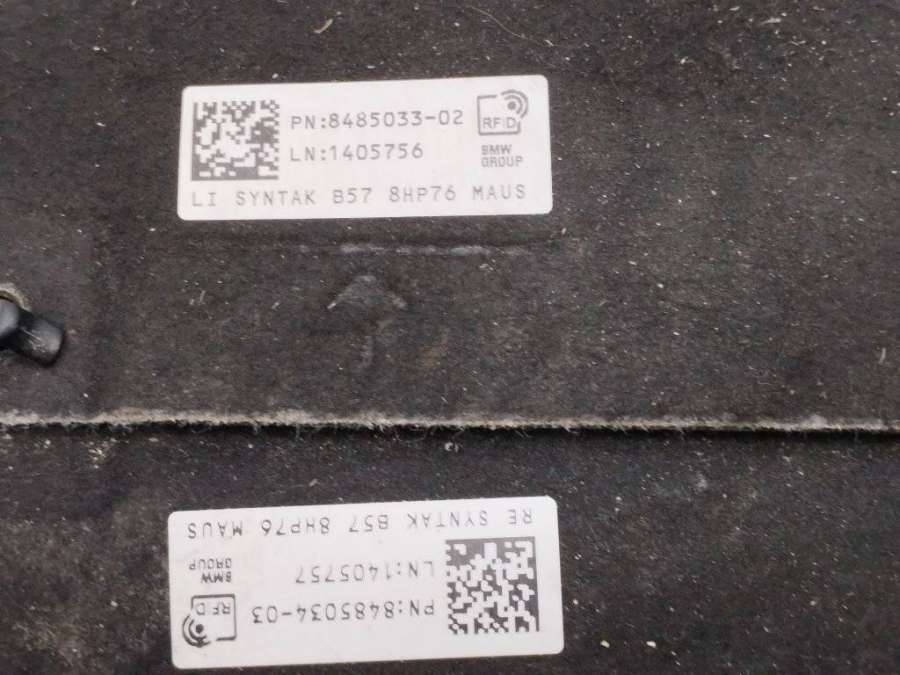 PN:8485033-02
RFID
LN:1405756
BMW
GROUP
LI SYNTAK B57 8HP76 MAUS
PN:8485034-03
RFID
LN:1405757
BMW
GROUP
RE SYNTAK B57 8HP76 MAUS